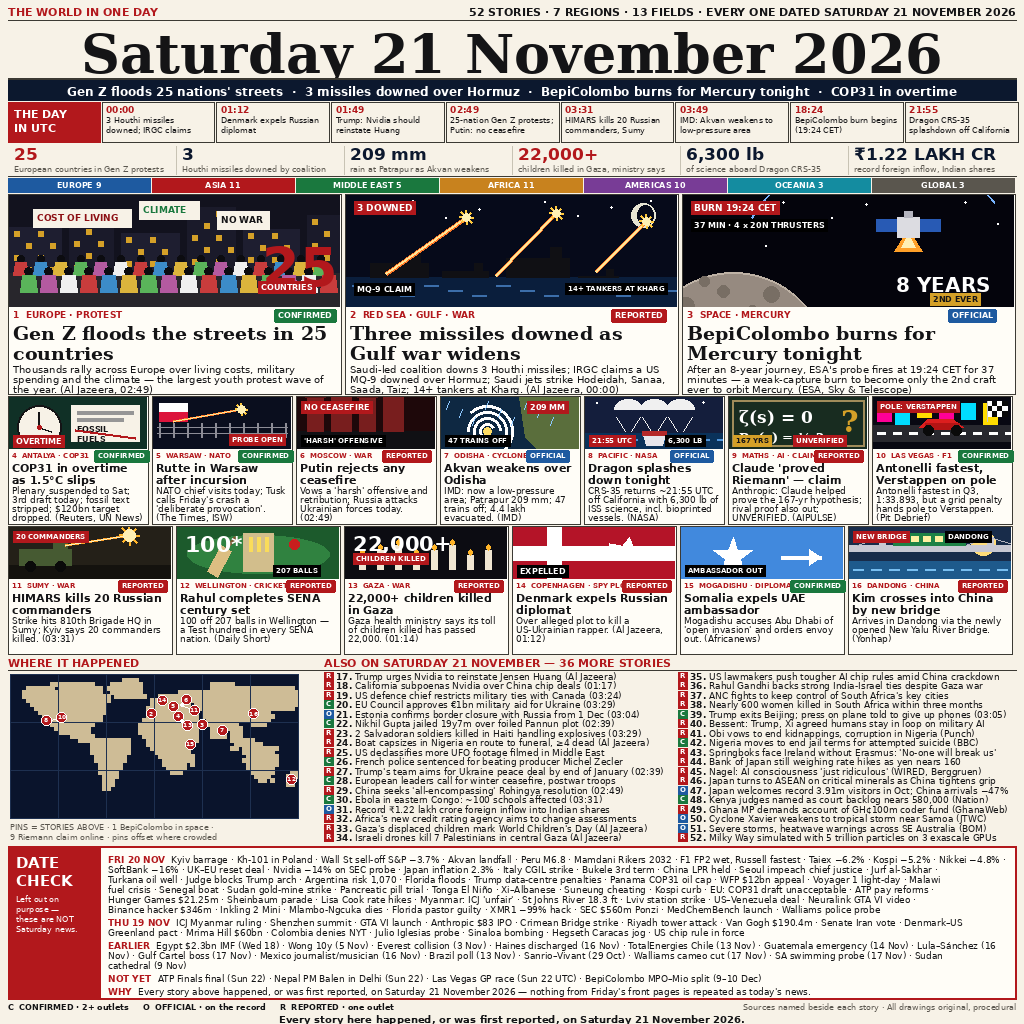 THE WORLD IN ONE DAY
52 STORIES · 7 REGIONS · 13 FIELDS · EVERY ONE DATED SATURDAY 21 NOVEMBER 2026
Saturday 21 November 2026
Gen Z floods 25 nations' streets · 3 missiles downed over Hormuz · BepiColombo burns for Mercury tonight · COP31 in overtime
THE DAY
IN UTC
00:00
3 Houthi missiles
downed; IRGC claims
01:12
Denmark expels Russian
diplomat
01:49
Trump: Nvidia should
reinstate Huang
02:49
25-nation Gen Z protests;
Putin: no ceasefire
03:31
HIMARS kills 20 Russian
commanders, Sumy
03:49
IMD: Akvan weakens to
low-pressure area
18:24
BepiColombo burn begins
(19:24 CET)
21:55
Dragon CRS-35
splashdown off California
25
European countries in Gen Z protests
3
Houthi missiles downed by coalition
209 mm
rain at Patrapur as Akvan weakens
22,000+
children killed in Gaza, ministry says
6,300 lb
of science aboard Dragon CRS-35
₹1.22 LAKH CR
record foreign inflow, Indian shares
EUROPE 9
ASIA 11
MIDDLE EAST 5
AFRICA 11
AMERICAS 10
OCEANIA 3
GLOBAL 3
COST OF LIVING
CLIMATE
NO WAR
25
COUNTRIES
1 EUROPE · PROTEST
CONFIRMED
Gen Z floods the streets in 25
countries
Thousands rally across Europe over living costs, military
spending and the climate — the largest youth protest wave of
the year. (Al Jazeera, 02:49)
3 DOWNED
MQ-9 CLAIM
14+ TANKERS AT KHARG
2 RED SEA · GULF · WAR
REPORTED
Three missiles downed as
Gulf war widens
Saudi-led coalition downs 3 Houthi missiles; IRGC claims a US
MQ-9 downed over Hormuz; Saudi jets strike Hodeidah, Sanaa,
Saada, Taiz; 14+ tankers at Kharg. (Al Jazeera, 00:00)
BURN 19:24 CET
37 MIN · 4 x 20N THRUSTERS
8 YEARS
2ND EVER
3 SPACE · MERCURY
OFFICIAL
BepiColombo burns for
Mercury tonight
After an 8-year journey, ESA's probe fires at 19:24 CET for 37
minutes — a weak-capture burn to become only the 2nd craft
ever to orbit Mercury. (ESA, Sky & Telescope)
FOSSIL
FUELS
OVERTIME
4 ANTALYA · COP31
CONFIRMED
COP31 in overtime
as 1.5°C slips
Plenary suspended to Sat;
3rd draft today; fossil text
stripped; $120bn target
dropped. (Reuters, UN News)
PROBE OPEN
5 WARSAW · NATO
CONFIRMED
Rutte in Warsaw
after incursion
NATO chief visits today; Tusk
calls Friday's crash a
'deliberate provocation'.
(The Times, ISW)
NO CEASEFIRE
'HARSH' OFFENSIVE
6 MOSCOW · WAR
REPORTED
Putin rejects any
ceasefire
Vows a 'harsh' offensive and
retribution; Russia attacks
Ukrainian forces today.
(02:49)
209 MM
47 TRAINS OFF
7 ODISHA · CYCLONE
OFFICIAL
Akvan weakens over
Odisha
IMD: now a low-pressure
area; Patrapur 209 mm; 47
trains off; 4.4 lakh
evacuated. (IMD)
21:55 UTC
6,300 LB
8 PACIFIC · NASA
OFFICIAL
Dragon splashes
down tonight
CRS-35 returns ~21:55 UTC
off California with 6,300 lb of
ISS science, incl. bioprinted
vessels. (NASA)
ζ(s) = 0
?
167 YRS
UNVERIFIED
9 MATHS · AI · CLAIM
REPORTED
Claude 'proved
Riemann' — claim
Anthropic: Claude helped
prove the 167-yr hypothesis;
rival proof also out;
UNVERIFIED. (AIPULSE)
POLE: VERSTAPPEN
10 LAS VEGAS · F1
CONFIRMED
Antonelli fastest,
Verstappen on pole
Antonelli fastest in Q3,
1:33.893, but a grid penalty
hands pole to Verstappen.
(Pit Debrief)
20 COMMANDERS
11 SUMY · WAR
REPORTED
HIMARS kills 20 Russian
commanders
Strike hits 810th Brigade HQ in
Sumy; Kyiv says 20 commanders
killed. (03:31)
100*
207 BALLS
12 WELLINGTON · CRICKET
REPORTED
Rahul completes SENA
century set
100 off 207 balls in Wellington —
a Test hundred in every SENA
nation. (Daily Short)
22,000+
CHILDREN KILLED
13 GAZA · WAR
REPORTED
22,000+ children killed
in Gaza
Gaza health ministry says its toll
of children killed has passed
22,000. (01:14)
EXPELLED
14 COPENHAGEN · SPY PLOT
REPORTED
Denmark expels Russian
diplomat
Over alleged plot to kill a
US-Ukrainian rapper. (Al Jazeera,
01:12)
AMBASSADOR OUT
15 MOGADISHU · DIPLOMACY
CONFIRMED
Somalia expels UAE
ambassador
Mogadishu accuses Abu Dhabi of
'open invasion' and orders envoy
out. (Africanews)
NEW BRIDGE
DANDONG
16 DANDONG · CHINA
REPORTED
Kim crosses into China
by new bridge
Arrives in Dandong via the newly
opened New Yalu River Bridge.
(Yonhap)
WHERE IT HAPPENED
PINS = STORIES ABOVE · 1 BepiColombo in space ·
9 Riemann claim online · pins offset where crowded
ALSO ON SATURDAY 21 NOVEMBER — 36 MORE STORIES
R 17. Trump urges Nvidia to reinstate Jensen Huang (Al Jazeera)
R 18. California subpoenas Nvidia over China chip deals (01:17)
R 19. US defence chief restricts military ties with Canada (03:24)
C 20. EU Council approves €1bn military aid for Ukraine (03:29)
O 21. Estonia confirms border closure with Russia from 1 Dec (03:04)
C 22. Nikhil Gupta jailed 19yr7m over foiled Pannun plot (02:39)
R 23. 2 Salvadoran soldiers killed in Haiti handling explosives (03:29)
R 24. Boat capsizes in Nigeria en route to funeral, ≥4 dead (Al Jazeera)
R 25. US declassifies more UFO footage filmed in Middle East
C 26. French police sentenced for beating producer Michel Zecler
R 27. Trump's team aims for Ukraine peace deal by end of January (02:39)
C 28. European leaders call for winter ceasefire, postwar troops
R 29. China seeks 'all-encompassing' Rohingya resolution (02:49)
C 30. Ebola in eastern Congo: ~100 schools affected (03:31)
O 31. Record ₹1.22 lakh crore foreign inflow into Indian shares
R 32. Africa's new credit rating agency aims to change assessments
R 33. Gaza's displaced children mark World Children's Day (Al Jazeera)
R 34. Israeli drones kill 7 Palestinians in central Gaza (Al Jazeera)
R 35. US lawmakers push tougher AI chip rules amid China crackdown
R 36. Rahul Gandhi backs strong India-Israel ties despite Gaza war
R 37. ANC fights to keep control of South Africa's key cities
R 38. Nearly 600 women killed in South Africa within three months
C 39. Trump exits Beijing; press on plane told to give up phones (03:05)
R 40. Bessent: Trump, Xi agreed humans stay in loop on military AI
R 41. Obi vows to end kidnappings, corruption in Nigeria (Punch)
C 42. Nigeria moves to end jail terms for attempted suicide (BBC)
R 43. Springboks face Ireland without Erasmus: 'No-one will break us'
R 44. Bank of Japan still weighing rate hikes as yen nears 160
R 45. Nagel: AI consciousness 'just ridiculous' (WIRED, Berggruen)
R 46. Japan turns to ASEAN on critical minerals as China tightens grip
O 47. Japan welcomes record 3.91m visitors in Oct; China arrivals −47%
C 48. Kenya judges named as court backlog nears 580,000 (Nation)
R 49. Ghana MP demands account of GH¢100m coder fund (GhanaWeb)
O 50. Cyclone Xavier weakens to tropical storm near Samoa (JTWC)
O 51. Severe storms, heatwave warnings across SE Australia (BOM)
R 52. Milky Way simulated with 5 trillion particles on 3 exascale GPUs
DATE
CHECK
Left out on
purpose —
these are NOT
Saturday news.
FRI 20 NOV Kyiv barrage · Kh-101 in Poland · Wall St sell-off S&P −3.7% · Akvan landfall · Peru M6.8 · Mamdani Rikers 2032 · F1 FP2 wet, Russell fastest · Taiex −6.2% · Kospi −5.2% · Nikkei −4.8% ·
SoftBank −16% · UK–EU reset deal · Nvidia −14% on SEC probe · Japan inflation 2.3% · Italy CGIL strike · Bukele 3rd term · China LPR held · Seoul impeach chief justice · Jurf al-Sakhar ·
Turkana oil well · Judge blocks Trump arch · Argentina risk 1,070 · Florida floods · Trump data-centre penalties · Panama COP31 oil cap · WFP $12bn appeal · Voyager 1 light-day · Malawi
fuel crisis · Senegal boat · Sudan gold-mine strike · Pancreatic pill trial · Tonga El Niño · Xi–Albanese · Suneung cheating · Kospi curb · EU: COP31 draft unacceptable · ATP pay reforms ·
Hunger Games $21.25m · Sheinbaum parade · Lisa Cook rate hikes · Myanmar: ICJ 'unfair' · St Johns River 18.3 ft · Lviv station strike · US–Venezuela deal · Neuralink GTA VI video ·
Binance hacker $346m · Inkling 2 Mini · Mambo-Ngcuka dies · Florida pastor guilty · XMR1 −99% hack · SEC $560m Ponzi · MedChemBench launch · Walliams police probe
THU 19 NOV ICJ Myanmar ruling · Shenzhen summit · GTA VI launch · Anthropic $83 IPO · Crimean Bridge strike · Riyadh tower attack · Van Gogh $190.4m · Senate Iran vote · Denmark–US
Greenland pact · Mrima Hill $60bn · Colombia denies NYT · Julio Iglesias probe · Sinaloa bombing · Hegseth Caracas jog · US chip rule in force
EARLIER Egypt $2.3bn IMF (Wed 18) · Wong 10y (5 Nov) · Everest collision (3 Nov) · Haines discharged (16 Nov) · TotalEnergies Chile (13 Nov) · Guatemala emergency (14 Nov) · Lula–Sánchez (16
Nov) · Gulf Cartel boss (17 Nov) · Mexico journalist/musician (16 Nov) · Brazil poll (13 Nov) · Sanrio–Vivant (29 Oct) · Walliams cameo cut (17 Nov) · SA swimming probe (17 Nov) · Sudan
cathedral (9 Nov)
NOT YET ATP Finals final (Sun 22) · Nepal PM Balen in Delhi (Sun 22) · Las Vegas GP race (Sun 22 UTC) · BepiColombo MPO–Mio split (9–10 Dec)
WHY Every story above happened, or was first reported, on Saturday 21 November 2026 — nothing from Friday's front pages is repeated as today's news.
C CONFIRMED · 2+ outlets O OFFICIAL · on the record R REPORTED · one outlet
Sources named beside each story · All drawings original, procedural
Every story here happened, or was first reported, on Saturday 21 November 2026.